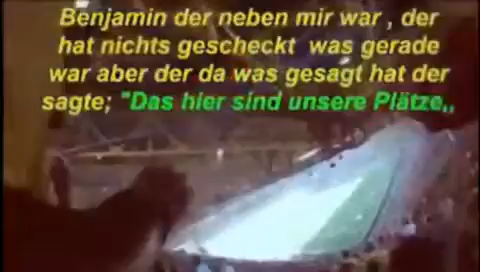 Benjamin der neben mir war , der
hat nichts gescheckt was gerade
war aber der da was gesagt hat der
sagte; "Das hier sind unsere Plätze,,